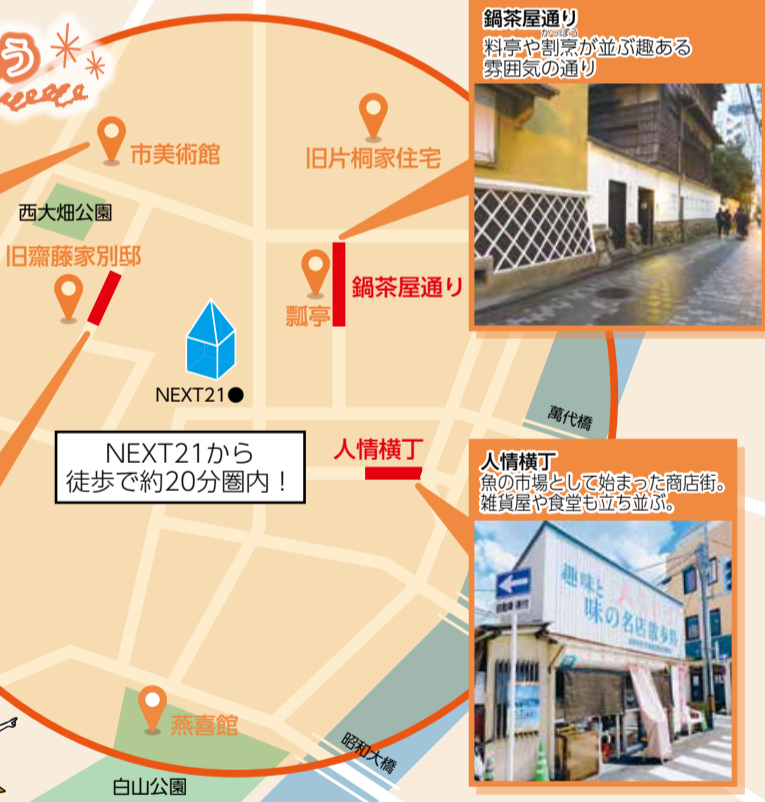 う
鍋茶屋通り
かっぽう
料亭や割烹が並ぶ趣ある
雰囲気の通り
市美術館
旧片桐家住宅
西大畑公園
旧齋藤家別邸
瓢亭
鍋茶屋通り
NEXT21●
萬代橋
NEXT21から
徒歩で約20分圏内！
人情横丁
人情横丁
魚の市場として始まった商店街。
雑貨屋や食堂も立ち並ぶ。
趣味と
味の名店散歩路
燕喜館
昭和大橋
白山公園